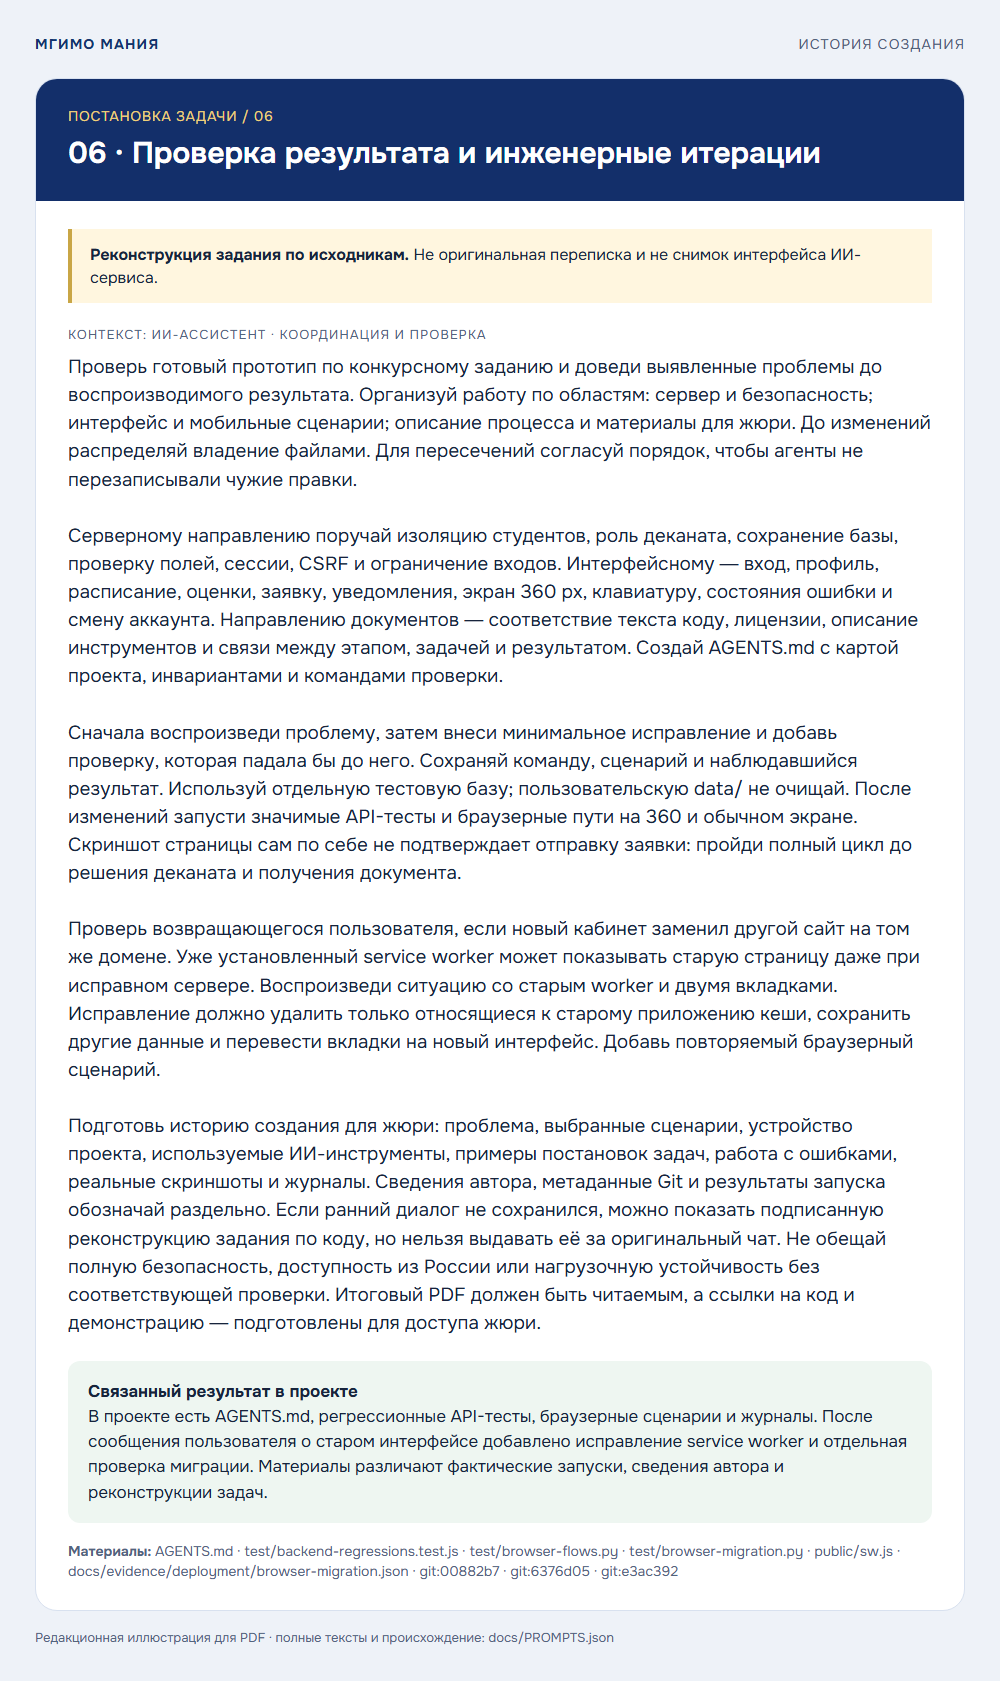 МГИМО МАНИЯ
ИСТОРИЯ СОЗДАНИЯ
ПОСТАНОВКА ЗАДАЧИ / 06
06 · Проверка результата и инженерные итерации
Реконструкция задания по исходникам. Не оригинальная переписка и не снимок интерфейса ИИ-
сервиса.
КОНТЕКСТ: ИИ-АССИСТЕНТ · КООРДИНАЦИЯ И ПРОВЕРКА
Проверь готовый прототип по конкурсному заданию и доведи выявленные проблемы до
воспроизводимого результата. Организуй работу по областям: сервер и безопасность;
интерфейс и мобильные сценарии; описание процесса и материалы для жюри. До изменений
распределяй владение файлами. Для пересечений согласуй порядок, чтобы агенты не
перезаписывали чужие правки.
Серверному направлению поручай изоляцию студентов, роль деканата, сохранение базы,
проверку полей, сессии, CSRF и ограничение входов. Интерфейсному — вход, профиль,
расписание, оценки, заявку, уведомления, экран 360 px, клавиатуру, состояния ошибки и
смену аккаунта. Направлению документов — соответствие текста коду, лицензии, описание
инструментов и связи между этапом, задачей и результатом. Создай AGENTS.md с картой
проекта, инвариантами и командами проверки.
Сначала воспроизведи проблему, затем внеси минимальное исправление и добавь
проверку, которая падала бы до него. Сохраняй команду, сценарий и наблюдавшийся
результат. Используй отдельную тестовую базу; пользовательскую data/ не очищай. После
изменений запусти значимые API-тесты и браузерные пути на 360 и обычном экране.
Скриншот страницы сам по себе не подтверждает отправку заявки: пройди полный цикл до
решения деканата и получения документа.
Проверь возвращающегося пользователя, если новый кабинет заменил другой сайт на том
же домене. Уже установленный service worker может показывать старую страницу даже при
исправном сервере. Воспроизведи ситуацию со старым worker и двумя вкладками.
Исправление должно удалить только относящиеся к старому приложению кеши, сохранить
другие данные и перевести вкладки на новый интерфейс. Добавь повторяемый браузерный
сценарий.
Подготовь историю создания для жюри: проблема, выбранные сценарии, устройство
проекта, используемые ИИ-инструменты, примеры постановок задач, работа с ошибками,
реальные скриншоты и журналы. Сведения автора, метаданные Git и результаты запуска
обозначай раздельно. Если ранний диалог не сохранился, можно показать подписанную
реконструкцию задания по коду, но нельзя выдавать её за оригинальный чат. Не обещай
полную безопасность, доступность из России или нагрузочную устойчивость без
соответствующей проверки. Итоговый PDF должен быть читаемым, а ссылки на код и
демонстрацию — подготовлены для доступа жюри.
Связанный результат в проекте
В проекте есть AGENTS.md, регрессионные API-тесты, браузерные сценарии и журналы. После
сообщения пользователя о старом интерфейсе добавлено исправление service worker и отдельная
проверка миграции. Материалы различают фактические запуски, сведения автора и
реконструкции задач.
Материалы: AGENTS.md · test/backend-regressions.test.js · test/browser-flows.py · test/browser-migration.py · public/sw.js ·
docs/evidence/deployment/browser-migration.json · git:00882b7 · git:6376d05 · git:e3ac392
Редакционная иллюстрация для PDF · полные тексты и происхождение: docs/PROMPTS.json